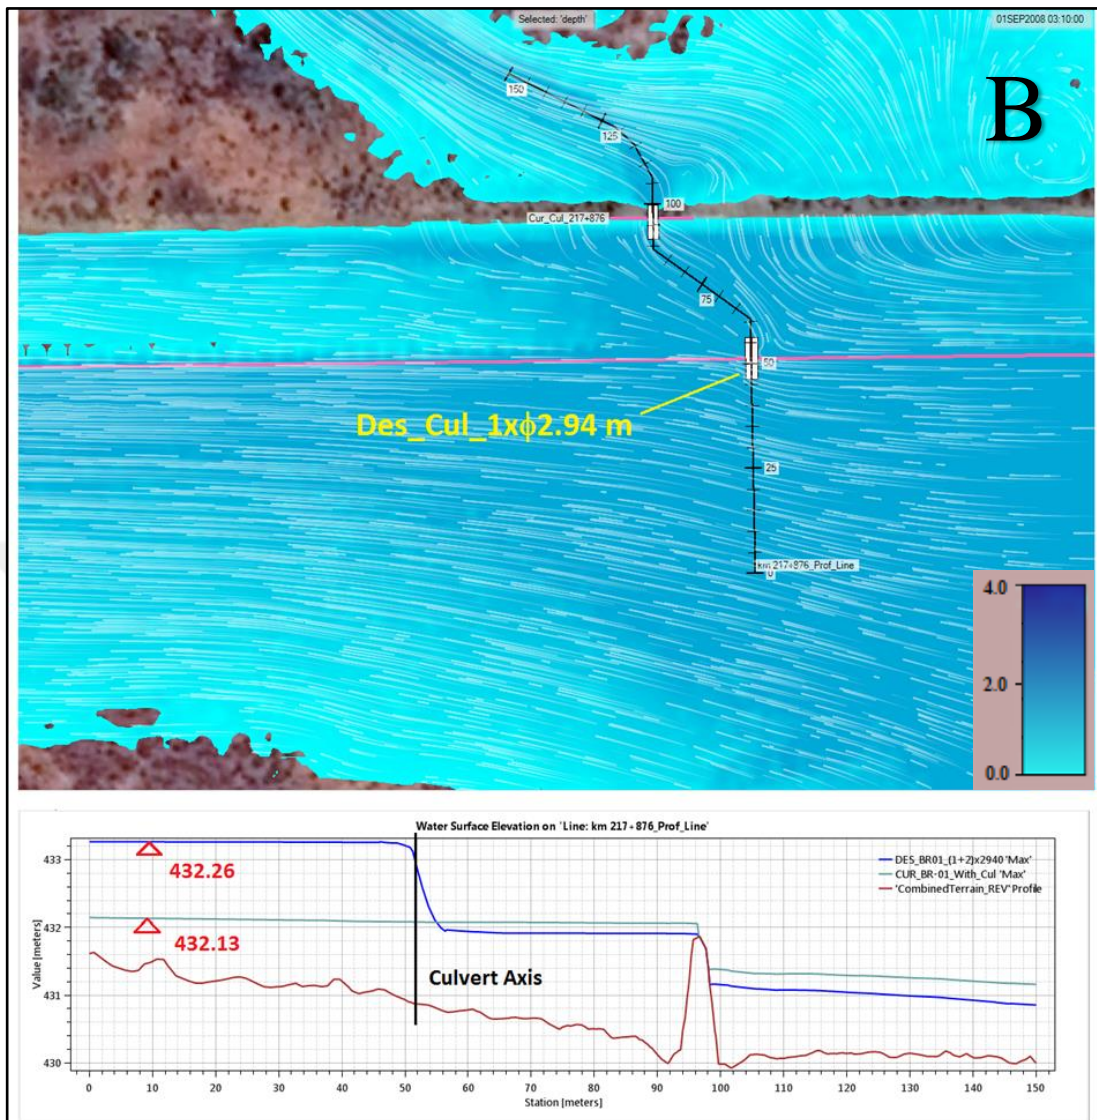 Selected: 'depth'
01SEP2008 03:10:00
B
150
125
100
Cur_Cul_217+876
75
50
Des_Cul_1xϕ2.94 m
25
km 217+876_Prof_Line
0
4.0
2.0
0.0
Water Surface Elevation on 'Line: km 217+876_Prof_Line'
433
432
431
430
Value [meters]
DES_BR01_(1+2)x2940 'Max'
CUR_BR-01_With_Cul 'Max'
'CombinedTerrain_REV' Profile
432.26
432.13
Culvert Axis
0 10 20 30 40 50 60 70 80 90 100 110 120 130 140 150
Station [meters]